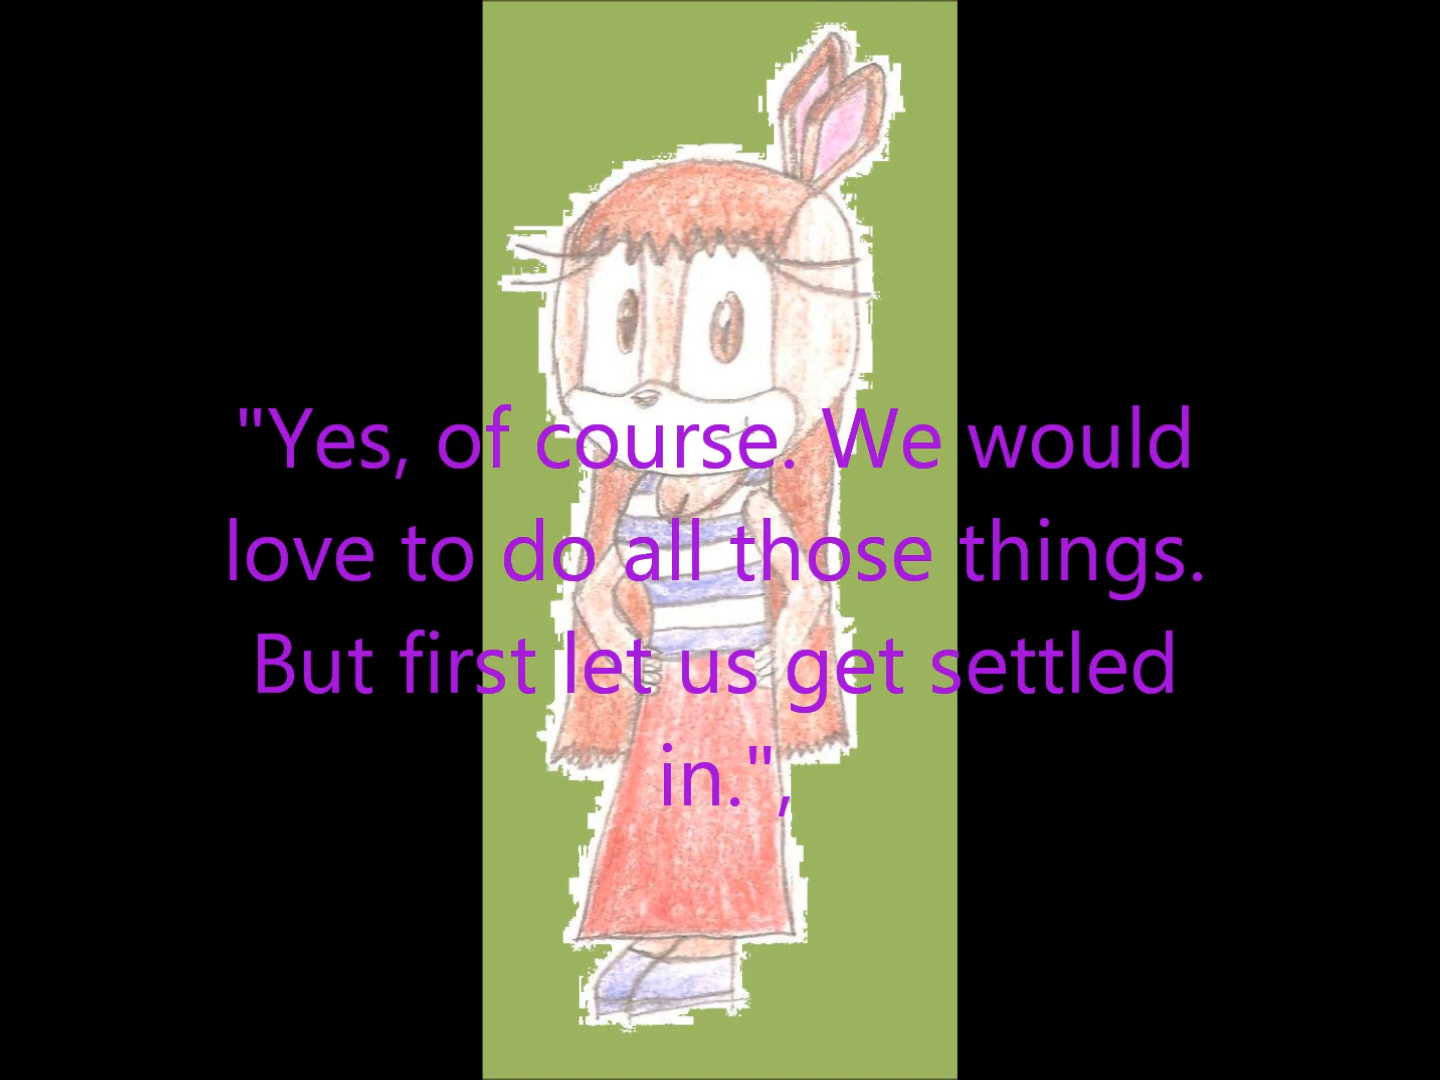 "Yes, of course. We would
love to do all those things.
But first let us get settled
in.",